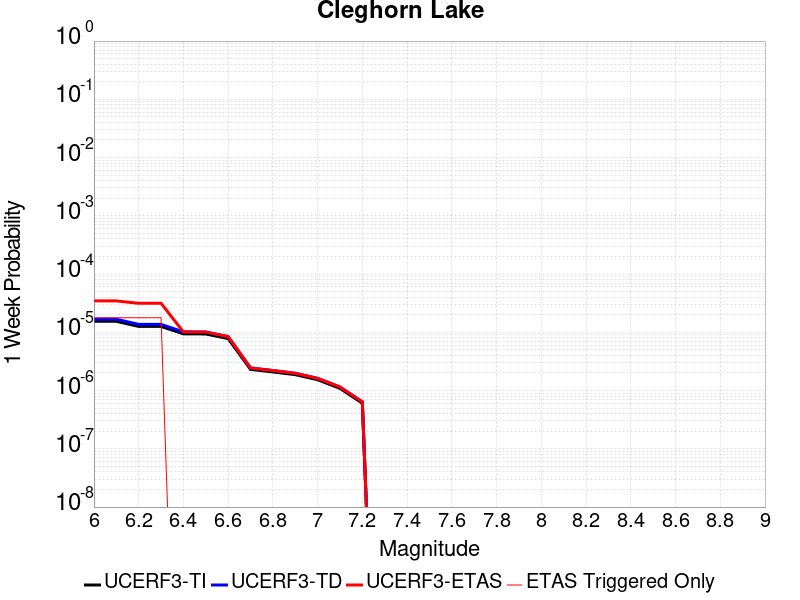 Cleghorn Lake
10^0
10^-1
10^-2
10^-3
10^-4
10^-5
10^-6
10^-7
10^-8
1 Week Probability
6 6.2 6.4 6.6 6.8 7 7.2 7.4 7.6 7.8 8 8.2 8.4 8.6 8.8 9
Magnitude
UCERF3-TI UCERF3-TD UCERF3-ETAS ETAS Triggered Only